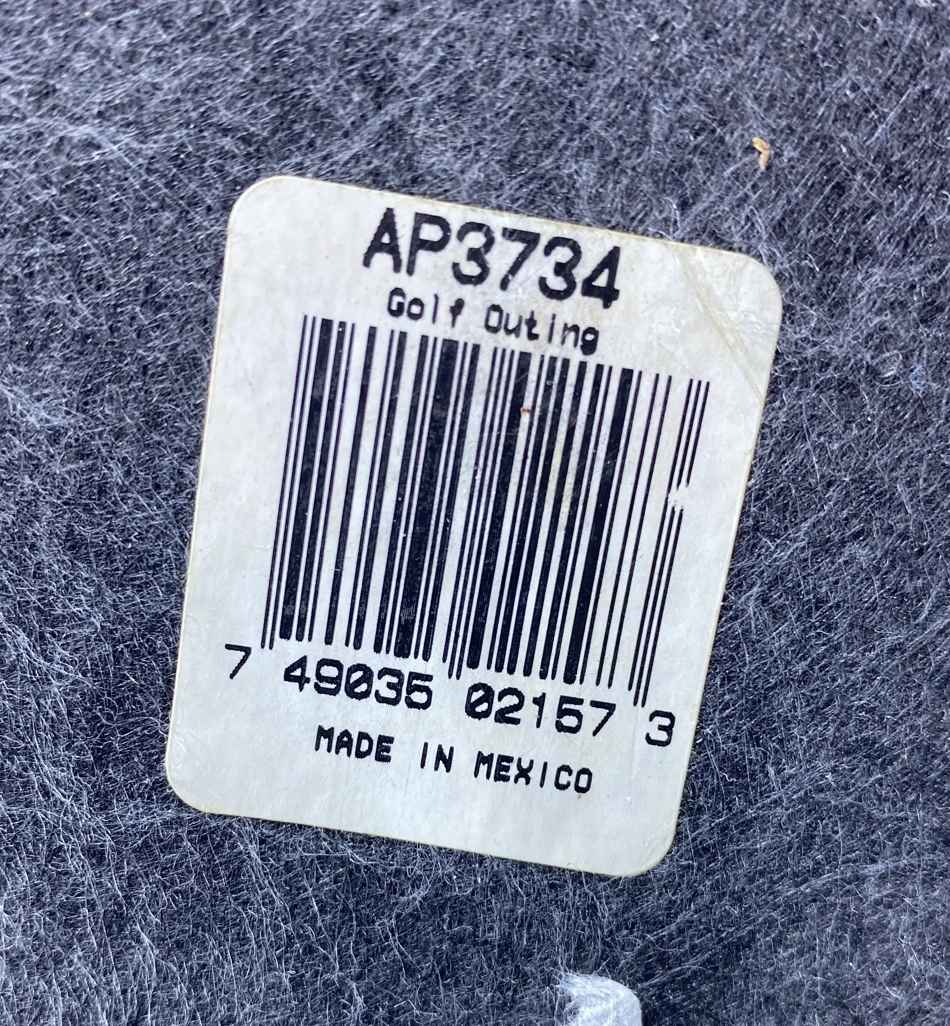 AP3734
Golf Outing
7 49035 02157 3
MADE IN MEXICO